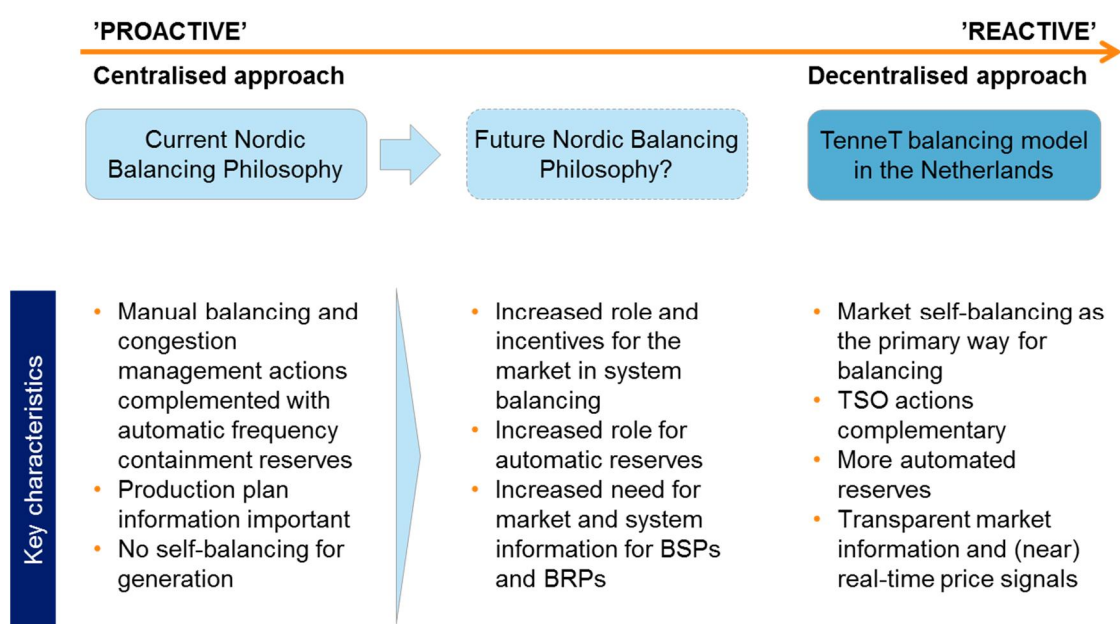 ’PROACTIVE’
’REACTIVE’
Centralised approach
Decentralised approach
Current Nordic
Balancing Philosophy
Future Nordic Balancing
Philosophy?
TenneT balancing model
in the Netherlands
Key characteristics
• Manual balancing and
congestion
management actions
complemented with
automatic frequency
containment reserves
• Production plan
information important
• No self-balancing for
generation
• Increased role and
incentives for the
market in system
balancing
• Increased role for
automatic reserves
• Increased need for
market and system
information for BSPs
and BRPs
• Market self-balancing as
the primary way for
balancing
• TSO actions
complementary
• More automated
reserves
• Transparent market
information and (near)
real-time price signals